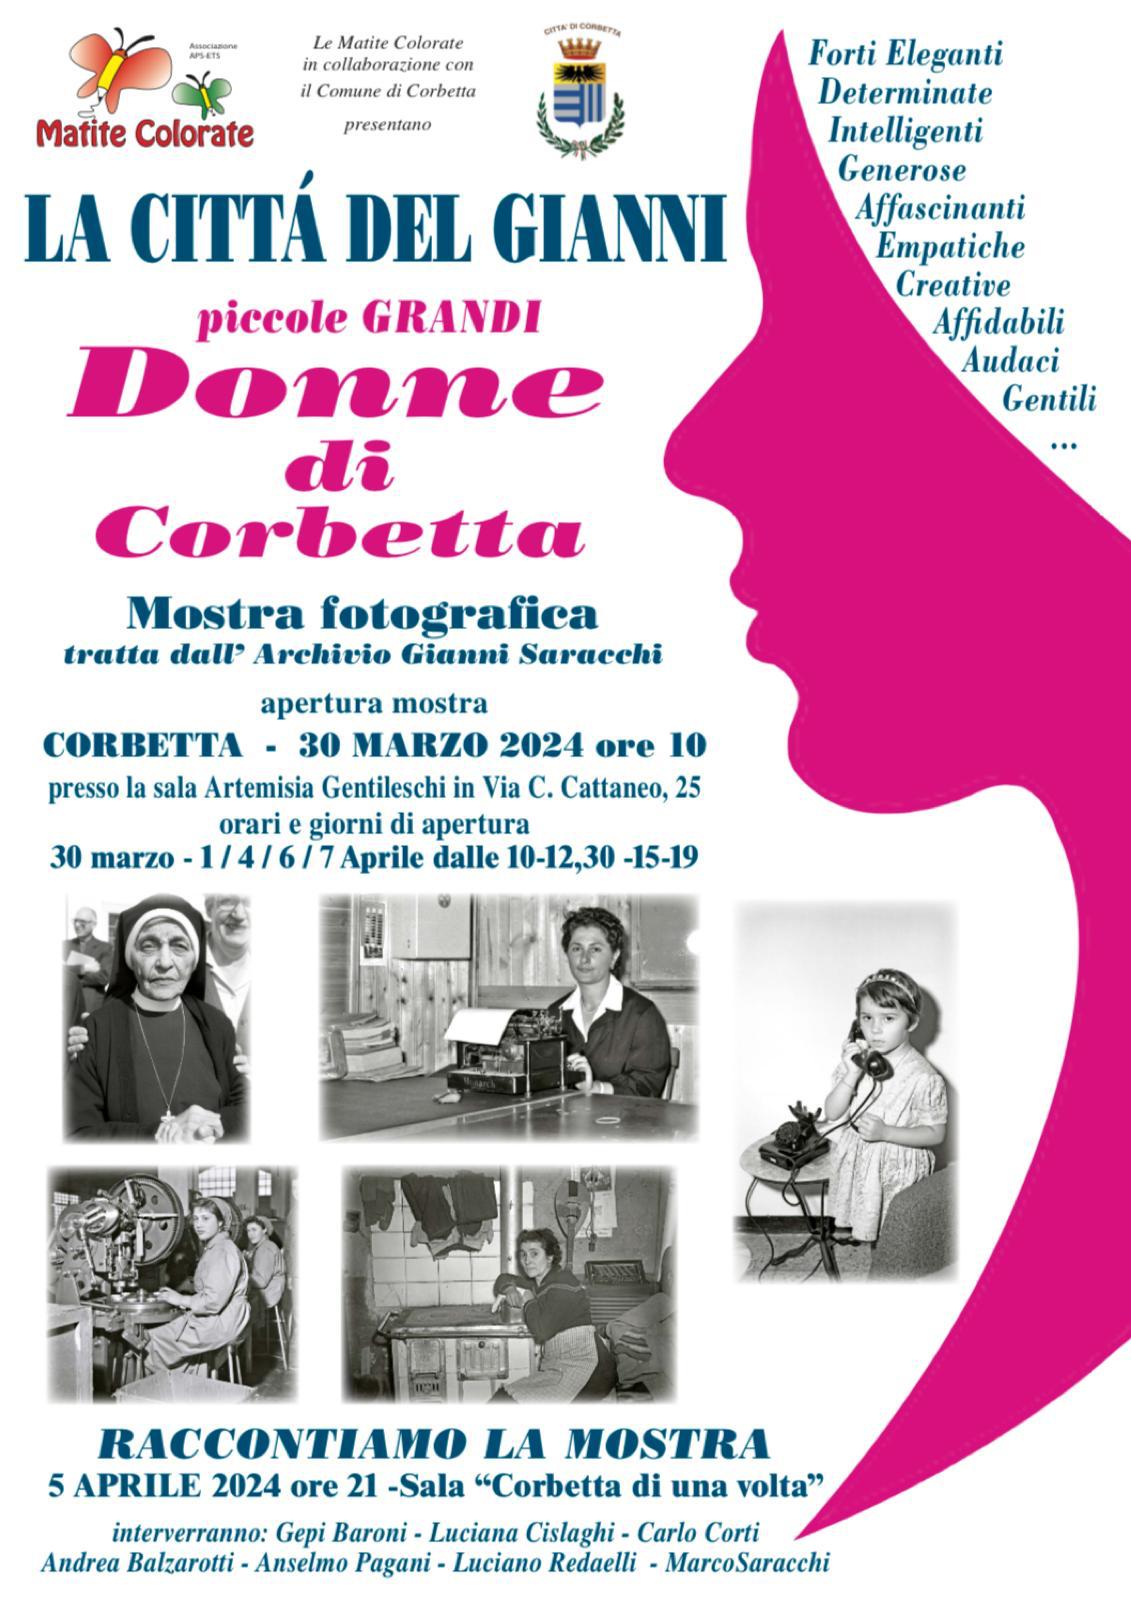 Associazione
APS-ETS
Matite Colorate
Le Matite Colorate
in collaborazione con
il Comune di Corbetta
presentano
CITTA' DI CORBETTA
LA CITTÁ DEL GIANNI
piccole GRANDI
Donne
di
Corbetta
Forti Eleganti
Determinate
Intelligenti
Generose
Affascinanti
Empatiche
Creative
Affidabili
Audaci
Gentili
...
Mostra fotografica
tratta dall' Archivio Gianni Saracchi
apertura mostra
CORBETTA - 30 MARZO 2024 ore 10
presso la sala Artemisia Gentileschi in Via C. Cattaneo, 25
orari e giorni di apertura
30 marzo - 1 / 4 / 6 / 7 Aprile dalle 10-12,30 -15-19
Monarch
RACCONTIAMO LA MOSTRA
5 APRILE 2024 ore 21 -Sala “Corbetta di una volta”
interverranno: Gepi Baroni - Luciana Cislaghi - Carlo Corti
Andrea Balzarotti - Anselmo Pagani - Luciano Redaelli - MarcoSaracchi